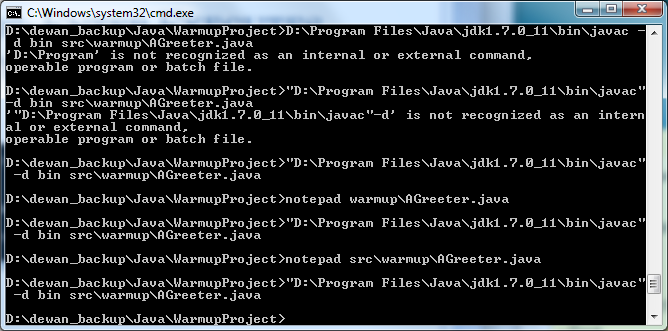 C:\Windows\system32\cmd.exe
D:\dewan_backup\Java\WarmupProject>D:\Program Files\Java\jdk1.7.0_11\bin\javac -
d bin src\warmup\AGreeter.java
'D:\Program' is not recognized as an internal or external command,
operable program or batch file.
D:\dewan_backup\Java\WarmupProject>"D:\Program Files\Java\jdk1.7.0_11\bin\javac"
-d bin src\warmup\AGreeter.java
'"D:\Program Files\Java\jdk1.7.0_11\bin\javac"-d' is not recognized as an intern
al or external command,
operable program or batch file.
D:\dewan_backup\Java\WarmupProject>"D:\Program Files\Java\jdk1.7.0_11\bin\javac"
-d bin src\warmup\AGreeter.java
D:\dewan_backup\Java\WarmupProject>notepad warmup\AGreeter.java
D:\dewan_backup\Java\WarmupProject>"D:\Program Files\Java\jdk1.7.0_11\bin\javac"
-d bin src\warmup\AGreeter.java
D:\dewan_backup\Java\WarmupProject>notepad src\warmup\AGreeter.java
D:\dewan_backup\Java\WarmupProject>"D:\Program Files\Java\jdk1.7.0_11\bin\javac"
-d bin src\warmup\AGreeter.java
D:\dewan_backup\Java\WarmupProject>